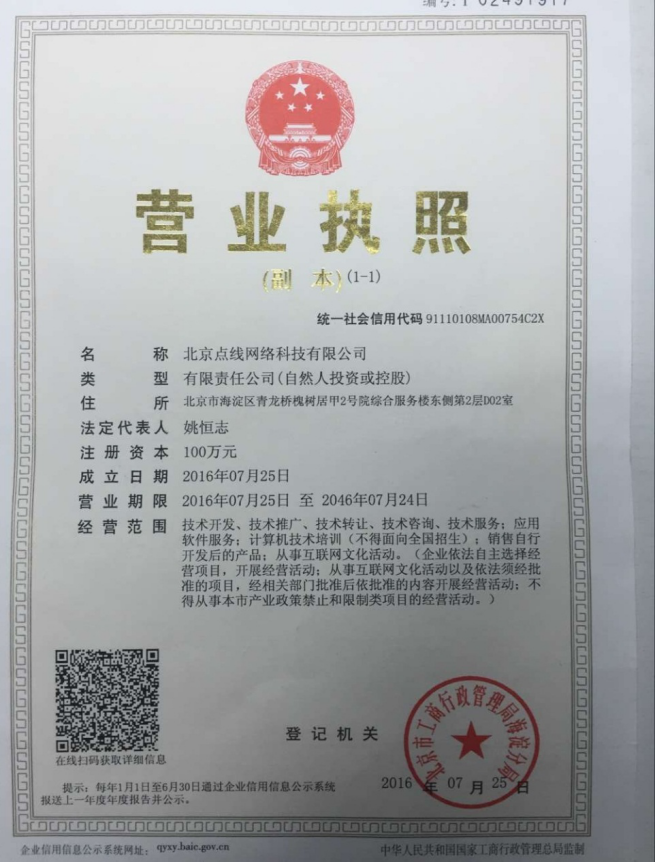 营业执照
(副 本)(1-1)
统一社会信用代码 91110108MA00754C2X
名 称 北京点线网络科技有限公司
类 型 有限责任公司(自然人投资或控股)
住 所 北京市海淀区青龙桥槐树居甲2号院综合服务楼东侧第2层D02室
法定代表人 姚恒志
注册资本 100万元
成立日期 2016年07月25日
营业期限 2016年07月25日 至 2046年07月24日
经营范围 技术开发、技术推广、技术转让、技术咨询、技术服务；应用
软件服务；计算机技术培训（不得面向全国招生）；销售自行
开发后的产品；从事互联网文化活动。（企业依法自主选择经
营项目，开展经营活动；从事互联网文化活动以及依法须经批
准的项目，经相关部门批准后依批准的内容开展经营活动；不
得从事本市产业政策禁止和限制类项目的经营活动。）
在线扫码获取详细信息
登记机关
北京市工商行政管理局海淀分局
2016 年 07 月 25 日
提示：每年1月1日至6月30日通过企业信用信息公示系统
报送上一年度年度报告并公示。
企业信用信息公示系统网址： qyxy.baic.gov.cn
中华人民共和国国家工商行政管理总局监制